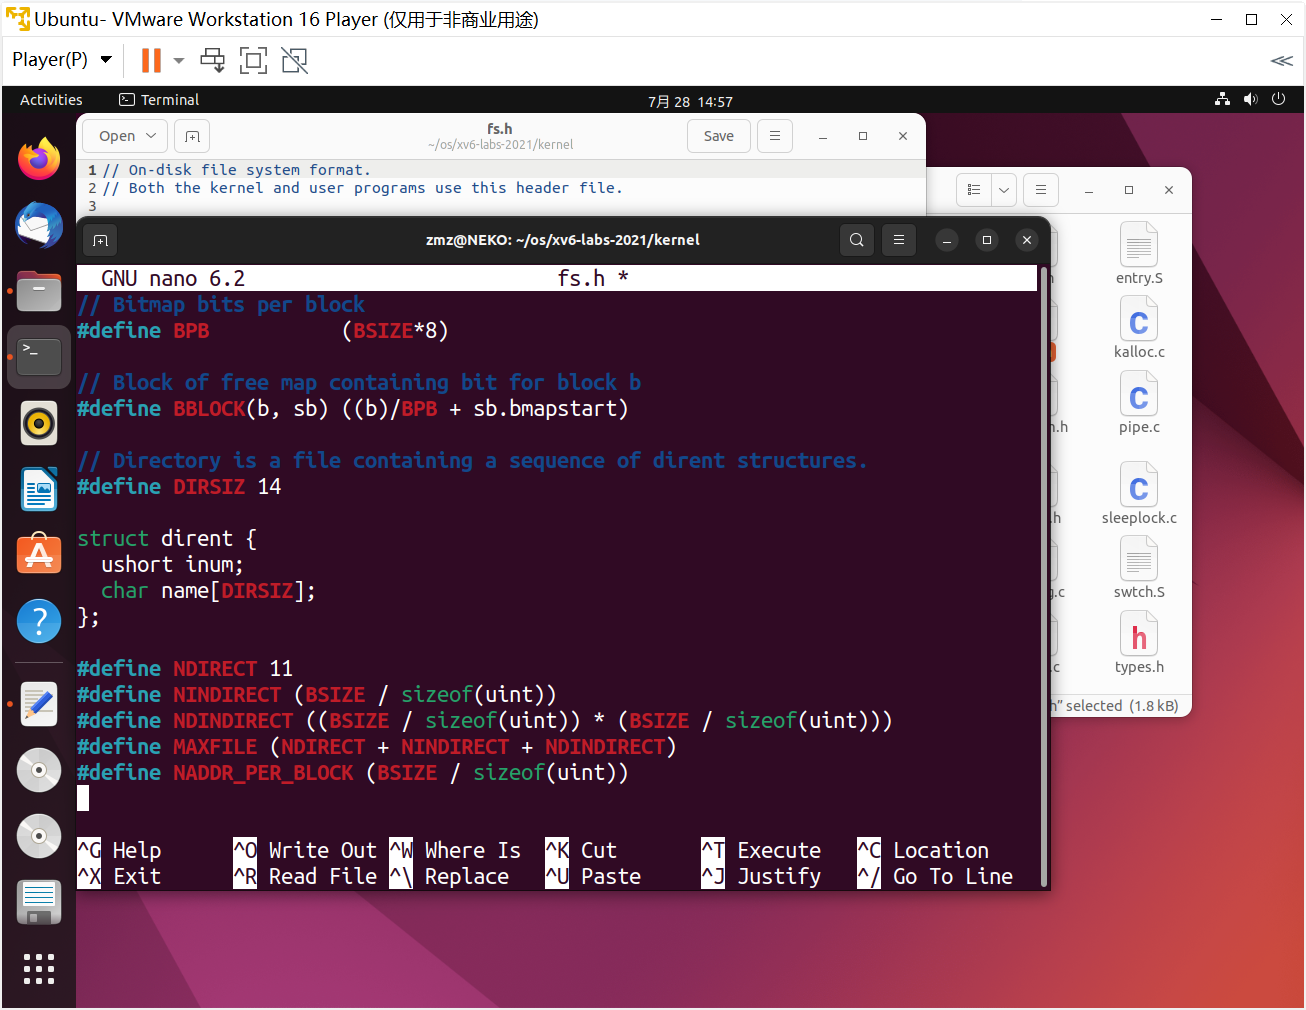 Ubuntu- VMware Workstation 16 Player (仅用于非商业用途)
Player(P)
Activities
Terminal
7月 28 14:57
Open
fs.h
~/os/xv6-labs-2021/kernel
Save
1 // On-disk file system format.
2 // Both the kernel and user programs use this header file.
3
zmz@NEKO: ~/os/xv6-labs-2021/kernel
GNU nano 6.2 fs.h *
// Bitmap bits per block
#define BPB (BSIZE*8)
// Block of free map containing bit for block b
#define BBLOCK(b, sb) ((b)/BPB + sb.bmapstart)
// Directory is a file containing a sequence of dirent structures.
#define DIRSIZ 14
struct dirent {
ushort inum;
char name[DIRSIZ];
};
#define NDIRECT 11
#define NINDIRECT (BSIZE / sizeof(uint))
#define NDINDIRECT ((BSIZE / sizeof(uint)) * (BSIZE / sizeof(uint)))
#define MAXFILE (NDIRECT + NINDIRECT + NDINDIRECT)
#define NADDR_PER_BLOCK (BSIZE / sizeof(uint))
^G Help ^O Write Out ^W Where Is ^K Cut ^T Execute ^C Location
^X Exit ^R Read File ^\ Replace ^U Paste ^J Justify ^/ Go To Line
entry.S
c
kalloc.c
c
n.h
pipe.c
c
.h
sleeplock.c
g.c
swtch.S
h
.c
types.h
h” selected (1.8 kB)